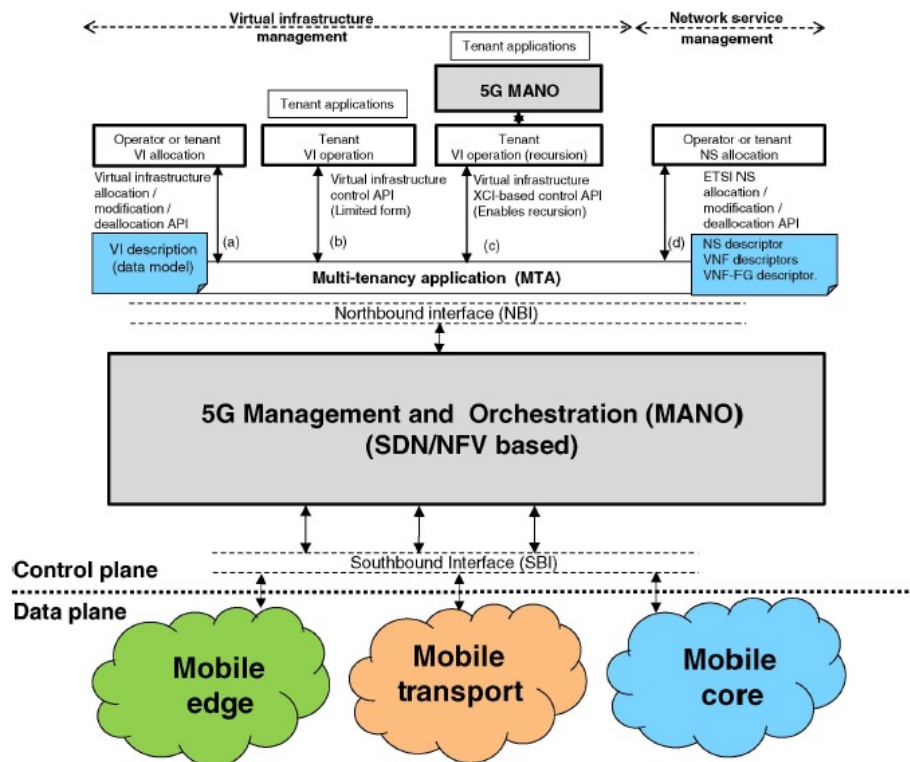 Virtual infrastructure
management
Network service
management
Tenant applications
5G MANO
Tenant applications
Operator or tenant
VI allocation
Tenant
VI operation
Tenant
VI operation (recursion)
Operator or tenant
NS allocation
Virtual infrastructure
allocation /
modification /
deallocation API
Virtual infrastructure
control API
(Limited form)
Virtual infrastructure
XCI-based control API
(Enables recursion)
ETSI NS
allocation /
modification /
deallocation API
(a)
(b)
(c)
(d)
VI description
(data model)
NS descriptor
VNF descriptors
VNF-FG descriptor.
Multi-tenancy application (MTA)
Northbound interface (NBI)
5G Management and Orchestration (MANO)
(SDN/NFV based)
Southbound Interface (SBI)
Control plane
Data plane
Mobile
edge
Mobile
transport
Mobile
core